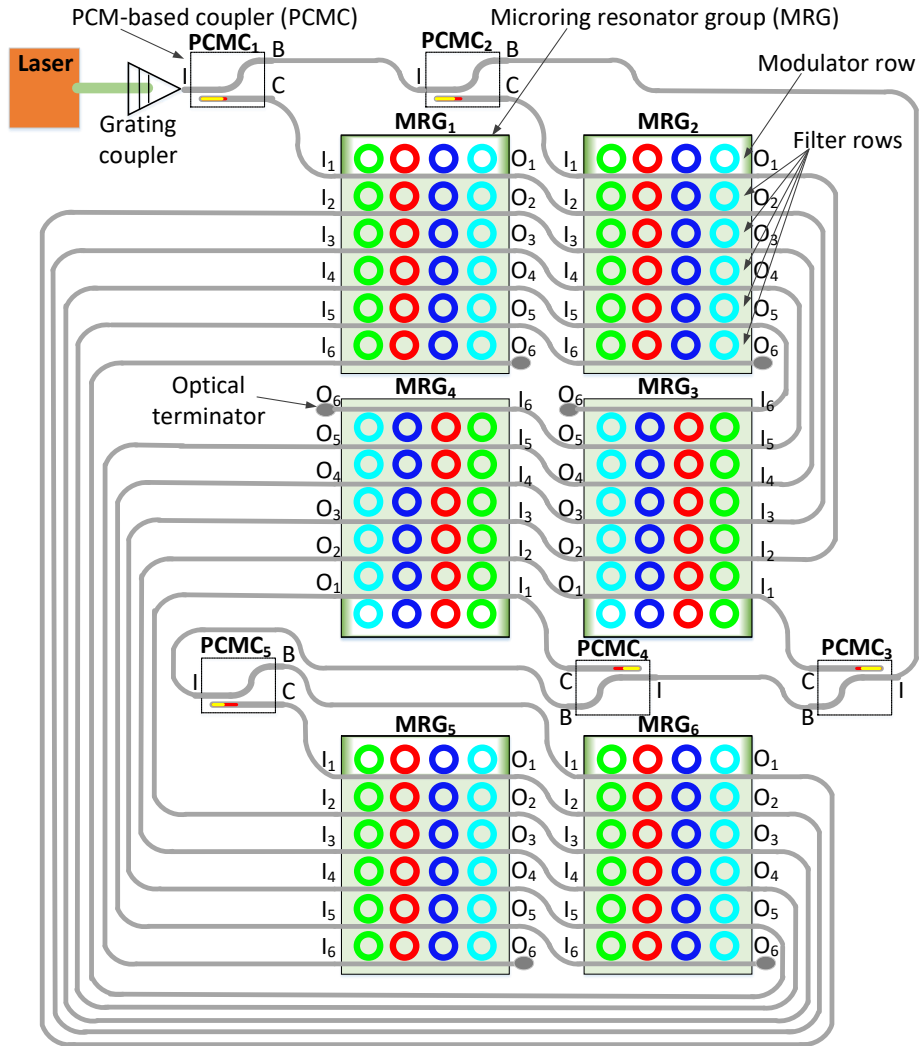 PCM-based coupler (PCMC)
Microring resonator group (MRG)
Laser
PCMC1
B
PCMC2
B
I
C
I
C
Modulator row
Grating
coupler
MRG1
MRG2
Filter rows
I1
O1
I1
O1
I2
O2
I2
O2
I3
O3
I3
O3
I4
O4
I4
O4
I5
O5
I5
O5
I6
O6
I6
O6
Optical
terminator
MRG4
MRG3
O6
I6
O6
I6
O5
I5
O5
I5
O4
I4
O4
I4
O3
I3
O3
I3
O2
I2
O2
I2
O1
I1
O1
I1
PCMC5
B
PCMC4
PCMC3
I
C
C
I
C
I
B
B
MRG5
MRG6
I1
O1
I1
O1
I2
O2
I2
O2
I3
O3
I3
O3
I4
O4
I4
O4
I5
O5
I5
O5
I6
O6
I6
O6